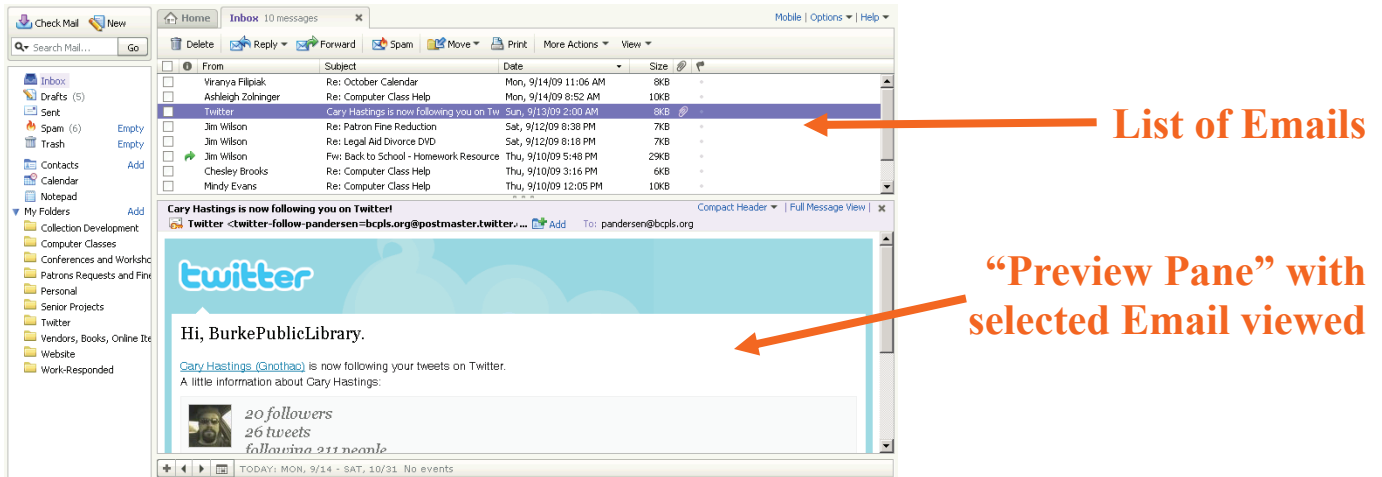 Check Mail New
Search Mail... Go
Inbox
Drafts (5)
Sent
Spam (6) Empty
Trash Empty
Contacts Add
Calendar
Notepad
My Folders Add
Collection Development
Computer Classes
Conferences and Worksho
Patrons Requests and Fine
Personal
Senior Projects
Twitter
Vendors, Books, Online Ite
Website
Work-Responded
Home Inbox 10 messages
Mobile | Options | Help
Delete Reply Forward Spam Move Print More Actions View
From Subject Date Size
Viranya Filipiak Re: October Calendar Mon, 9/14/09 11:06 AM 8KB
Ashleigh Zolninger Re: Computer Class Help Mon, 9/14/09 8:52 AM 10KB
Twitter Cary Hastings is now following you on Tw Sun, 9/13/09 2:00 AM 8KB
Jim Wilson Re: Patron Fine Reduction Sat, 9/12/09 8:38 PM 7KB
Jim Wilson Re: Legal Aid Divorce DVD Sat, 9/12/09 8:18 PM 7KB
Jim Wilson Fw: Back to School - Homework Resource Thu, 9/10/09 5:48 PM 29KB
Chesley Brooks Re: Computer Class Help Thu, 9/10/09 3:16 PM 6KB
Mindy Evans Re: Computer Class Help Thu, 9/10/09 12:05 PM 10KB
Cary Hastings is now following you on Twitter!
Compact Header | Full Message View |
Twitter <twitter-follow-pandersen=bcpls.org@postmaster.twitter.‹ ... Add To: pandersen@bcpls.org
twitter
Hi, BurkePublicLibrary.
Cary Hastings (Gnothao) is now following your tweets on Twitter.
A little information about Cary Hastings:
20 followers
26 tweets
following 211 people
TODAY: MON, 9/14 - SAT, 10/31 No events
List of Emails
“Preview Pane” with
selected Email viewed